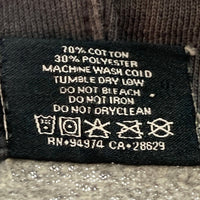 70% COTTON
30% POLYESTER
MACHINE WASH COLD
TUMBLE DRY LOW
DO NOT BLEACH
DO NOT IRON
DO NOT DRYCLEAN
RN•94974 CA•28629